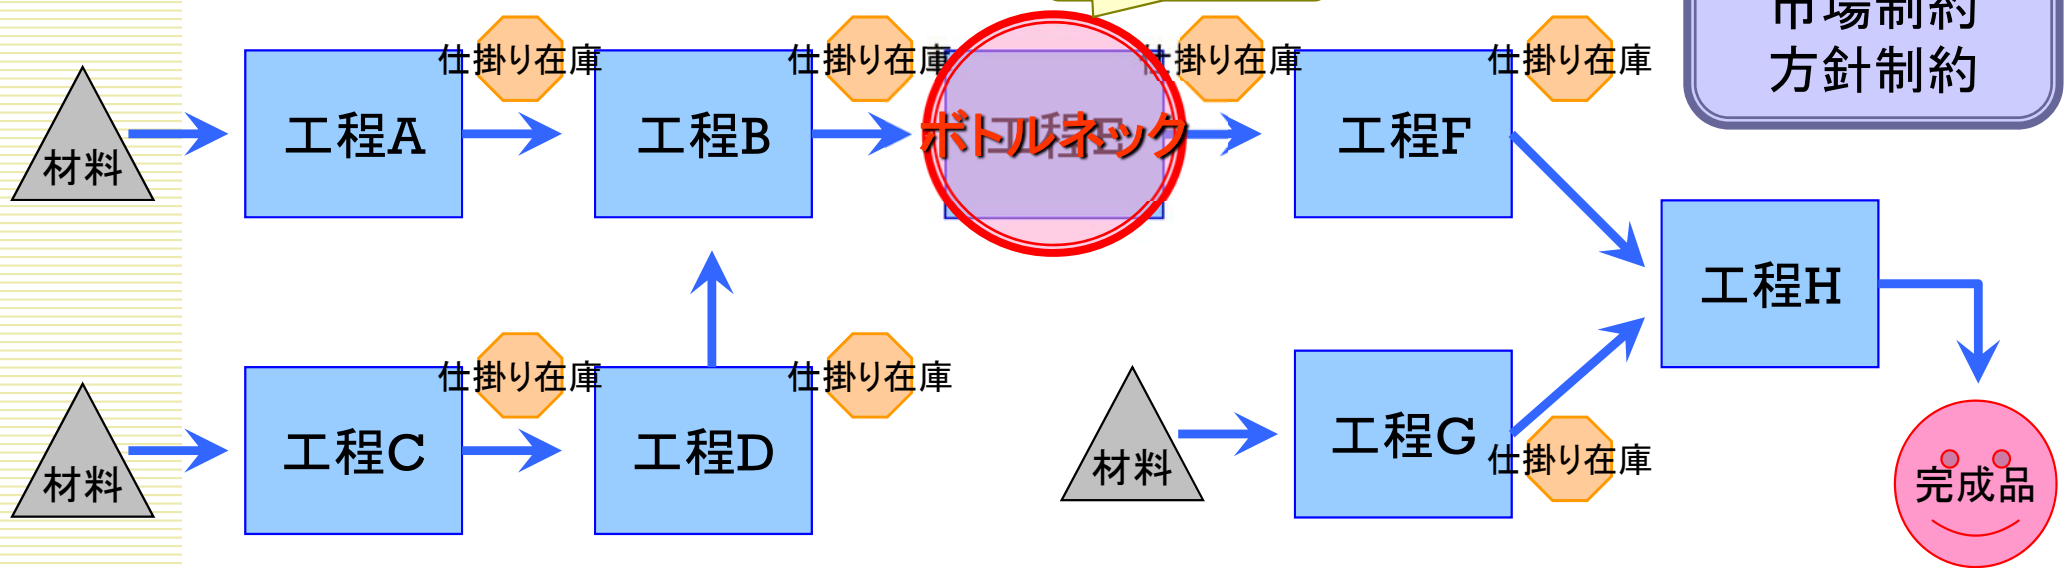 市場制約
方針制約
仕掛り在庫
仕掛り在庫
仕掛り在庫
仕掛り在庫
材料
工程A
工程B
工程E
ボトルネック
工程F
工程H
仕掛り在庫
仕掛り在庫
材料
工程C
工程D
材料
工程G
仕掛り在庫
完成品